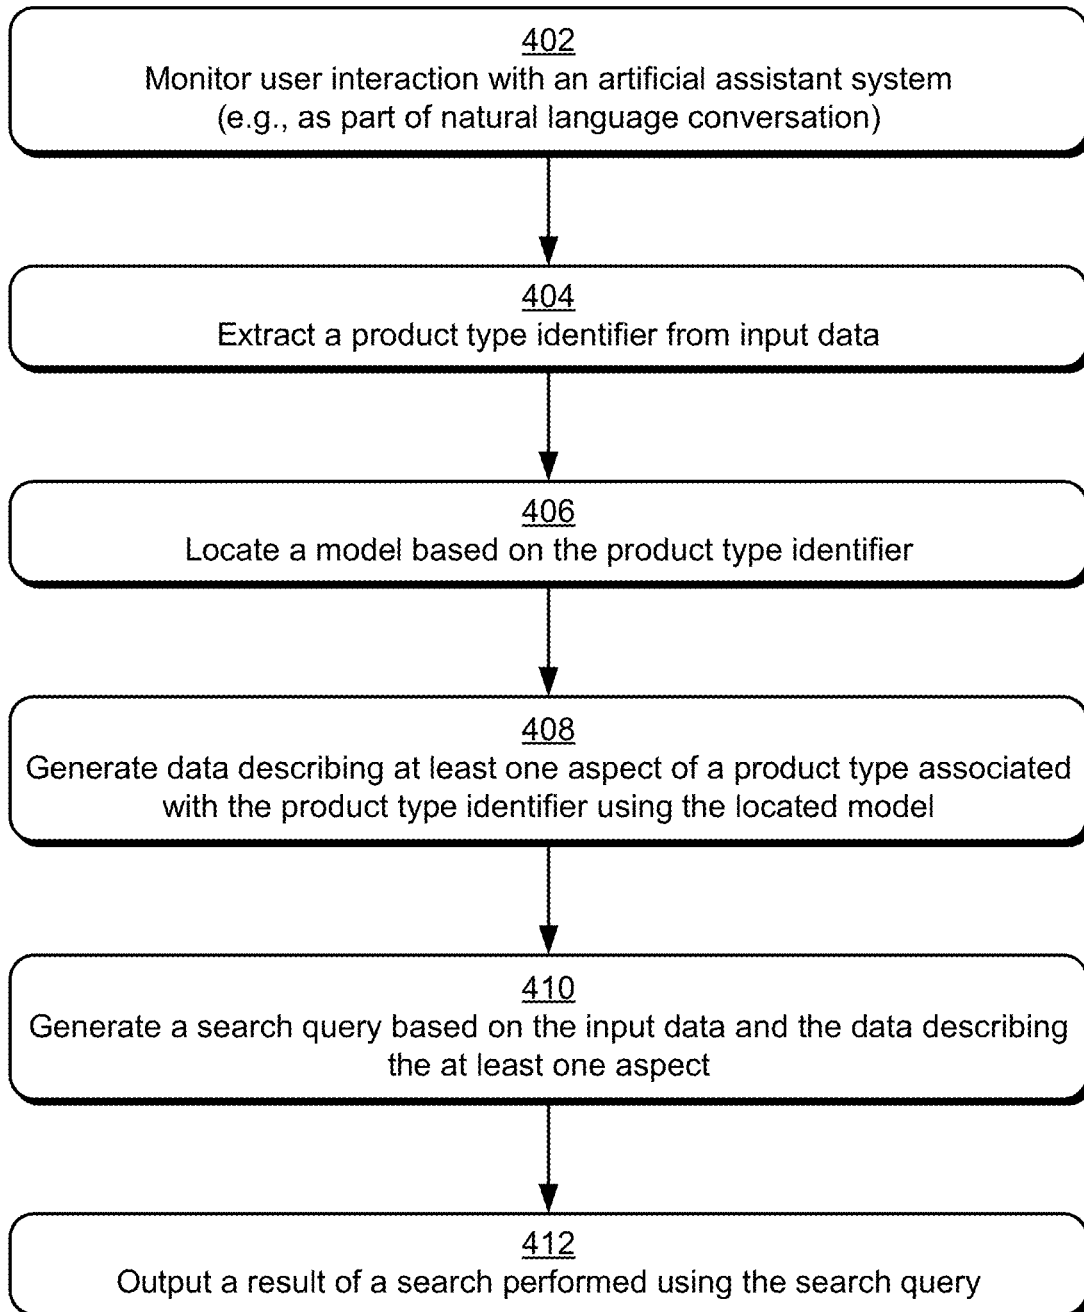 402
Monitor user interaction with an artificial assistant system
(e.g., as part of natural language conversation)
404
Extract a product type identifier from input data
406
Locate a model based on the product type identifier
408
Generate data describing at least one aspect of a product type associated
with the product type identifier using the located model
410
Generate a search query based on the input data and the data describing
the at least one aspect
412
Output a result of a search performed using the search query